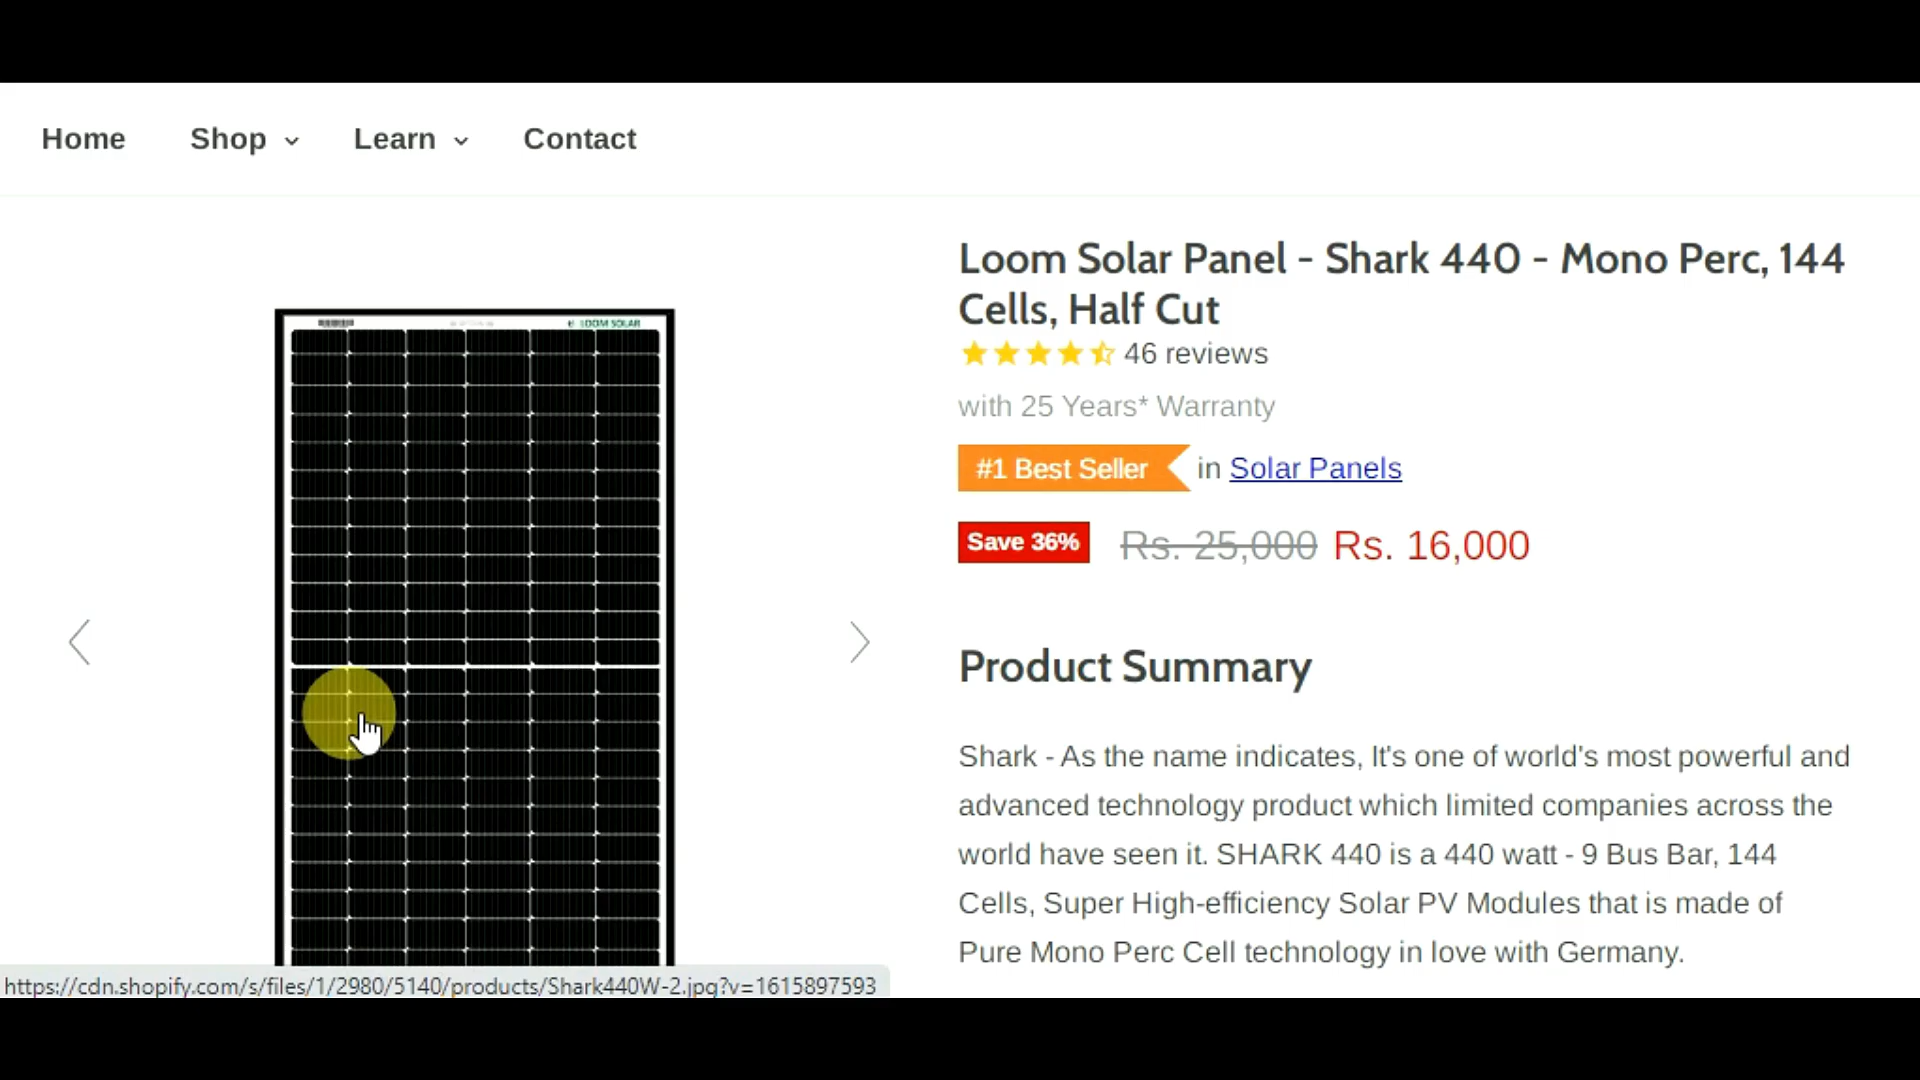 Home Shop Learn Contact
LOOM SOLAR
Loom Solar Panel - Shark 440 - Mono Perc, 144
Cells, Half Cut
46 reviews
with 25 Years* Warranty
#1 Best Seller in Solar Panels
Save 36% Rs. 25,000 Rs. 16,000
Product Summary
Shark - As the name indicates, It's one of world's most powerful and
advanced technology product which limited companies across the
world have seen it. SHARK 440 is a 440 watt - 9 Bus Bar, 144
Cells, Super High-efficiency Solar PV Modules that is made of
Pure Mono Perc Cell technology in love with Germany.
https://cdn.shopify.com/s/files/1/2980/5140/products/Shark440W-2.jpg?v=1615897593